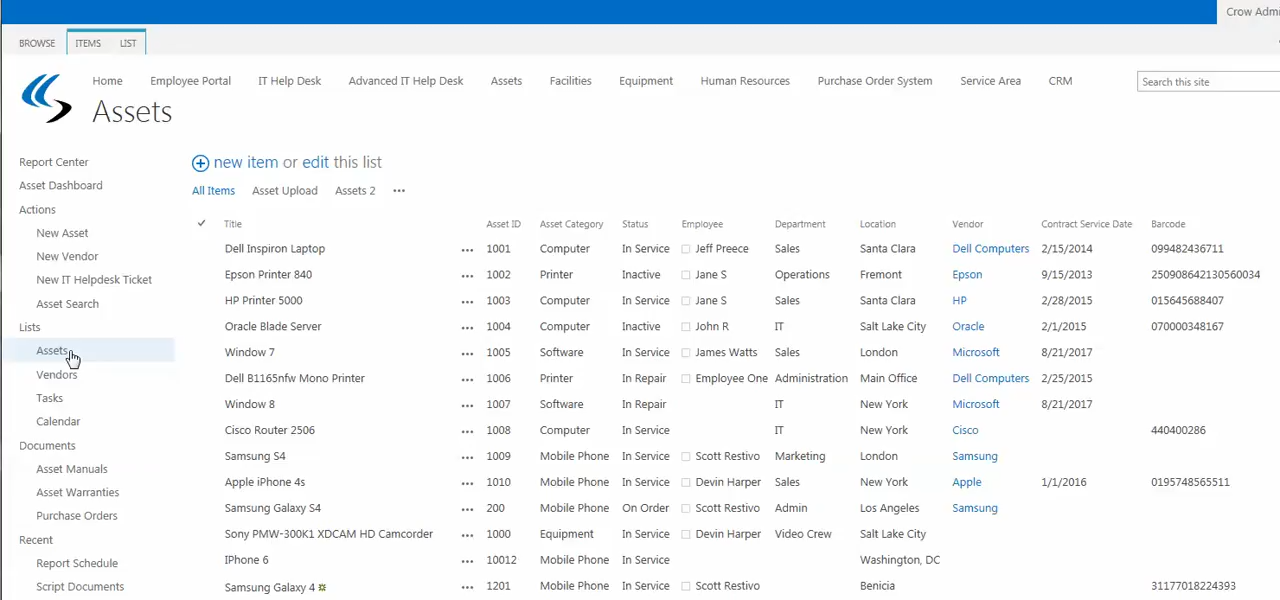 Crow Admi
BROWSE ITEMS LIST
Home Employee Portal IT Help Desk Advanced IT Help Desk Assets Facilities Equipment Human Resources Purchase Order System Service Area CRM Search this site
Assets
Report Center
Asset Dashboard
Actions
New Asset
New Vendor
New IT Helpdesk Ticket
Asset Search
Lists
Assets
Vendors
Tasks
Calendar
Documents
Asset Manuals
Asset Warranties
Purchase Orders
Recent
Report Schedule
Script Documents
new item or edit this list
All Items Asset Upload Assets 2 •••
Title Asset ID Asset Category Status Employee Department Location Vendor Contract Service Date Barcode
Dell Inspiron Laptop ••• 1001 Computer In Service Jeff Preece Sales Santa Clara Dell Computers 2/15/2014 099482436711
Epson Printer 840 ••• 1002 Printer Inactive Jane S Operations Fremont Epson 9/15/2013 250908642130560034
HP Printer 5000 ••• 1003 Computer In Service Jane S Sales Santa Clara HP 2/28/2015 015645688407
Oracle Blade Server ••• 1004 Computer Inactive John R IT Salt Lake City Oracle 2/1/2015 070000348167
Window 7 ••• 1005 Software In Service James Watts Sales London Microsoft 8/21/2017
Dell B1165nfw Mono Printer ••• 1006 Printer In Repair Employee One Administration Main Office Dell Computers 2/25/2015
Window 8 ••• 1007 Software In Repair IT New York Microsoft 8/21/2017
Cisco Router 2506 ••• 1008 Computer In Service IT New York Cisco 440400286
Samsung S4 ••• 1009 Mobile Phone In Service Scott Restivo Marketing London Samsung
Apple iPhone 4s ••• 1010 Mobile Phone In Service Devin Harper Sales New York Apple 1/1/2016 0195748565511
Samsung Galaxy S4 ••• 200 Mobile Phone On Order Scott Restivo Admin Los Angeles Samsung
Sony PMW-300K1 XDCAM HD Camcorder ••• 1000 Equipment In Service Devin Harper Video Crew Salt Lake City
IPhone 6 ••• 10012 Mobile Phone In Service Washington, DC
Samsung Galaxy 4 ••• 1201 Mobile Phone In Service Scott Restivo Benicia 31177018224393